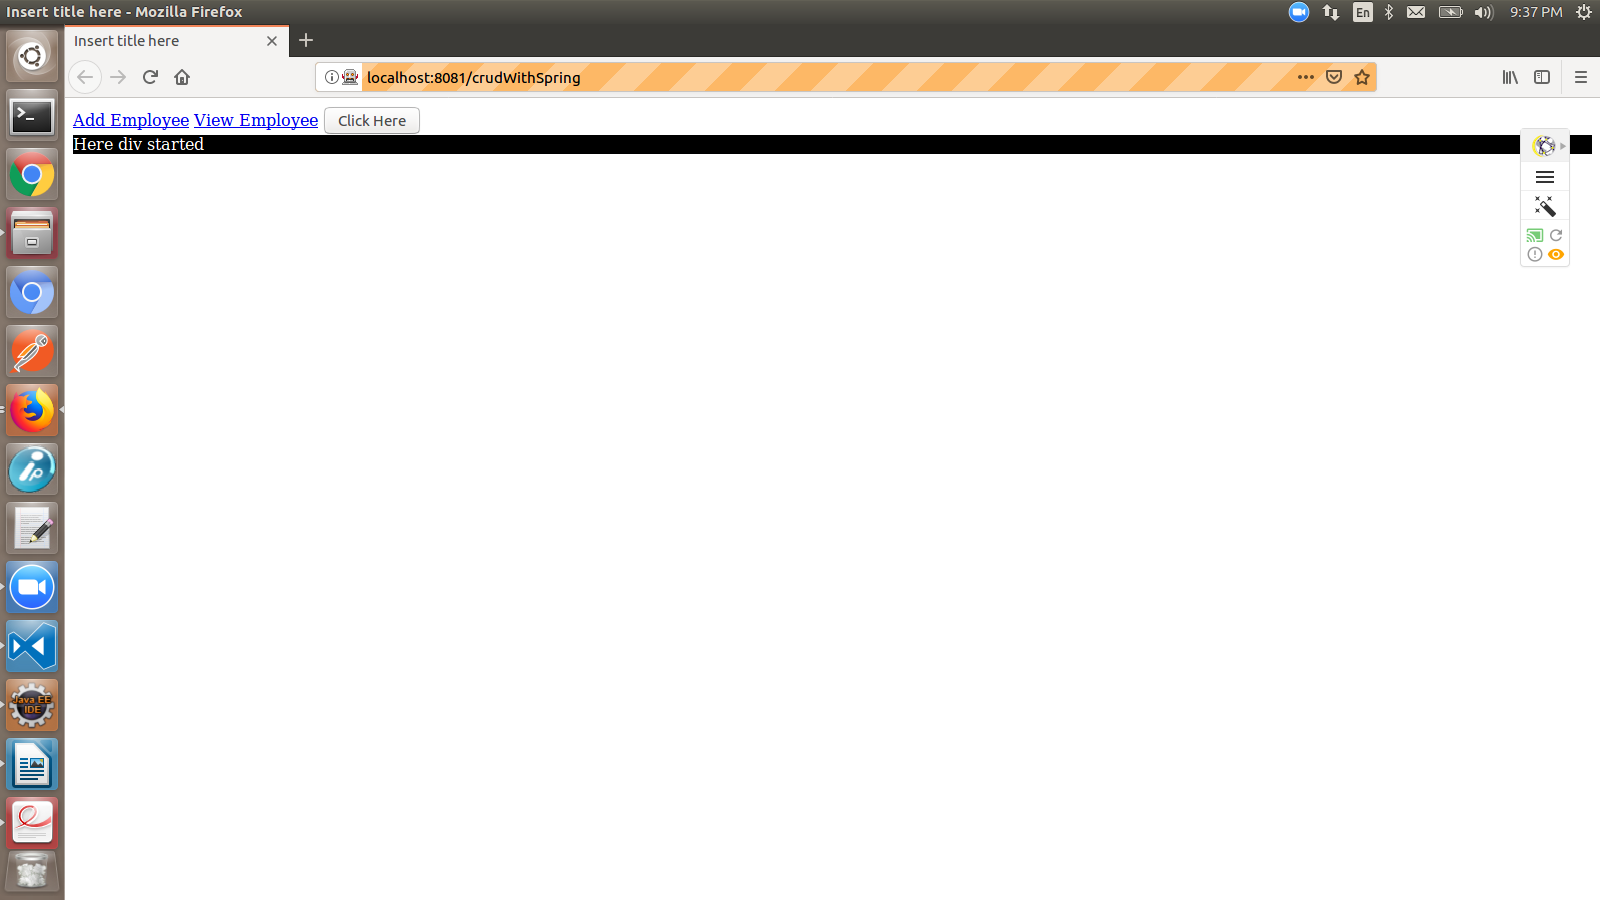 Insert title here - Mozilla Firefox
En
9:37 PM
Insert title here
localhost:8081/crudWithSpring
Add Employee View Employee Click Here
Here div started
Java EE
IDE